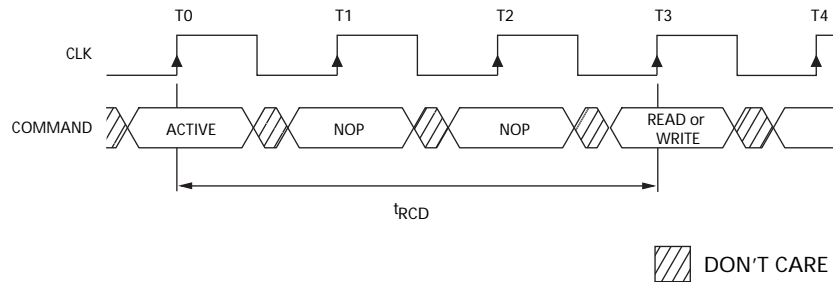 T0 T1 T2 T3 T4
CLK
COMMAND ACTIVE NOP NOP READ or
WRITE
tRCD
DON'T CARE